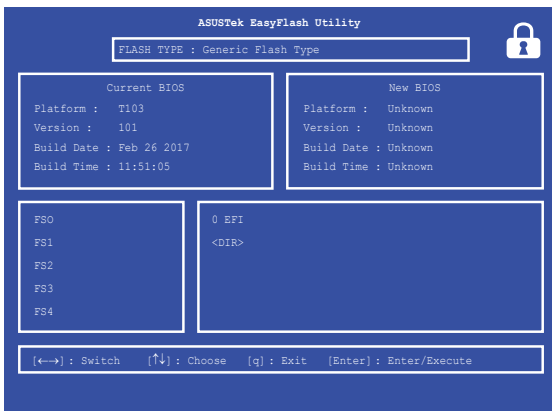 ASUSTek EasyFlash Utility
FLASH TYPE : Generic Flash Type
Current BIOS
Platform : T103
Version : 101
Build Date : Feb 26 2017
Build Time : 11:51:05
New BIOS
Platform : Unknown
Version : Unknown
Build Date : Unknown
Build Time : Unknown
FS0
FS1
FS2
FS3
FS4
0 EFI
<DIR>
[←→] : Switch [↑↓] : Choose [q] : Exit [Enter] : Enter/Execute